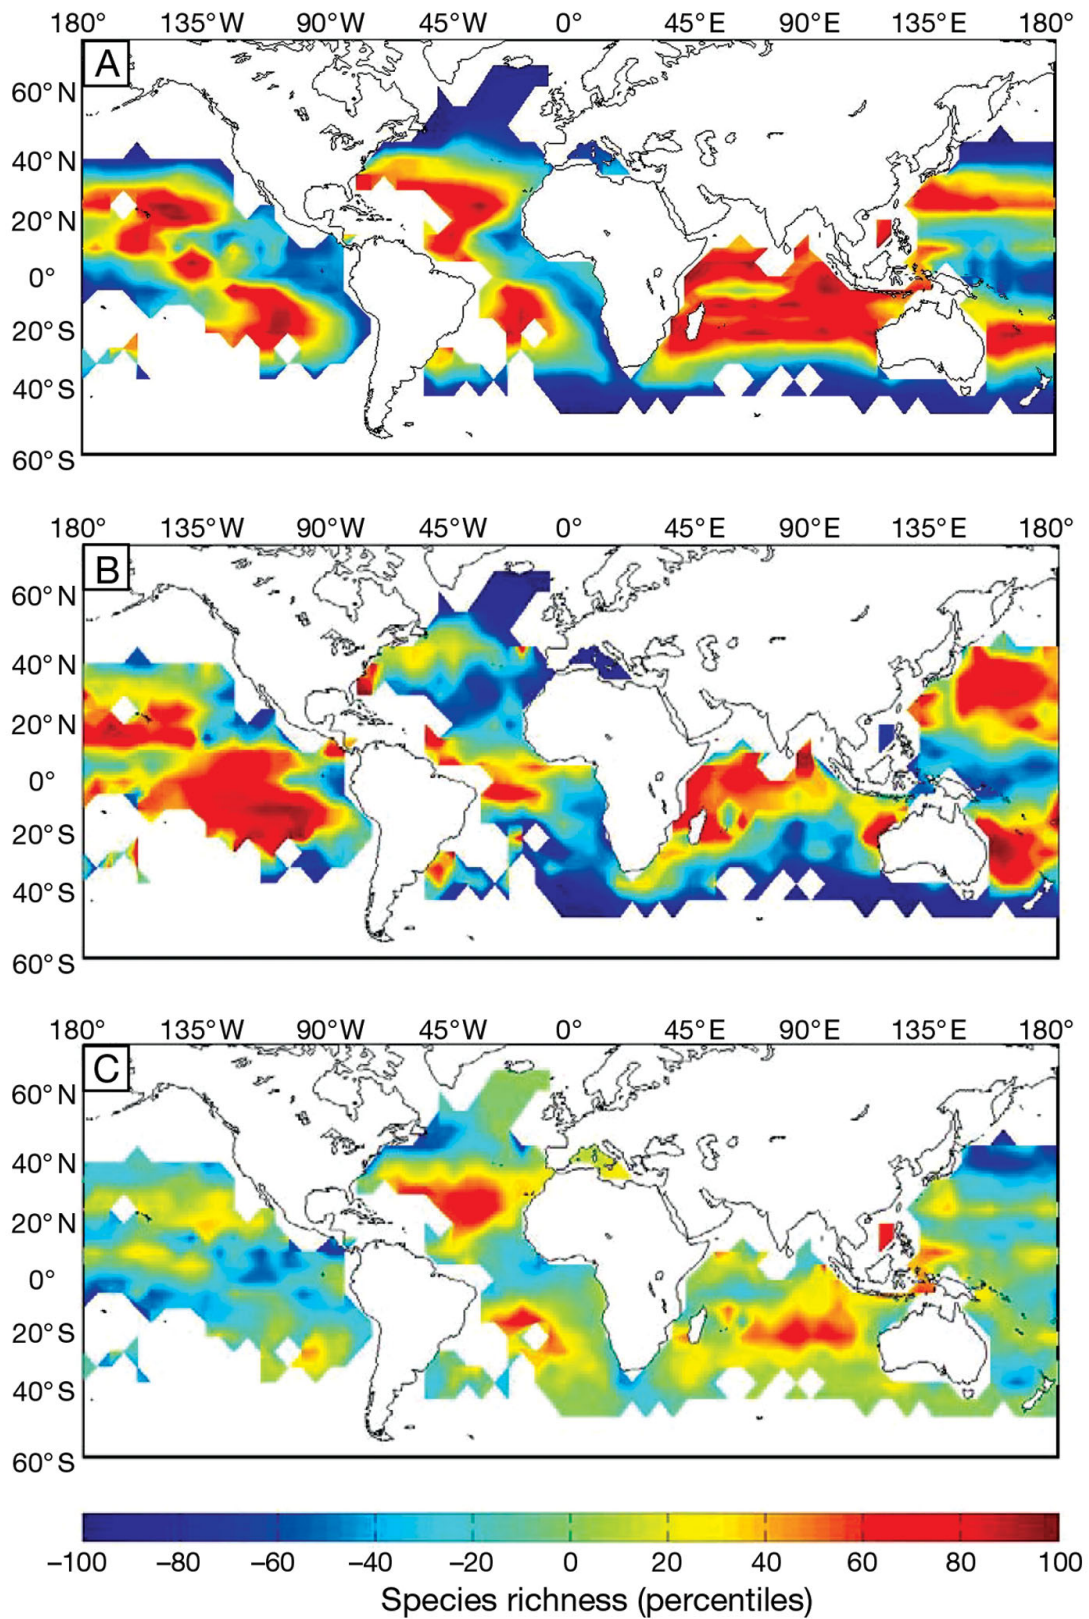 180° 135° W 90° W 45° W 0° 45° E 90° E 135° E 180°
A
60° N
40° N
20° N
0°
20° S
40° S
60° S
180° 135° W 90° W 45° W 0° 45° E 90° E 135° E 180°
B
60° N
40° N
20° N
0°
20° S
40° S
60° S
180° 135° W 90° W 45° W 0° 45° E 90° E 135° E 180°
C
60° N
40° N
20° N
0°
20° S
40° S
60° S
–100 –80 –60 –40 –20 0 20 40 60 80 100
Species richness (percentiles)